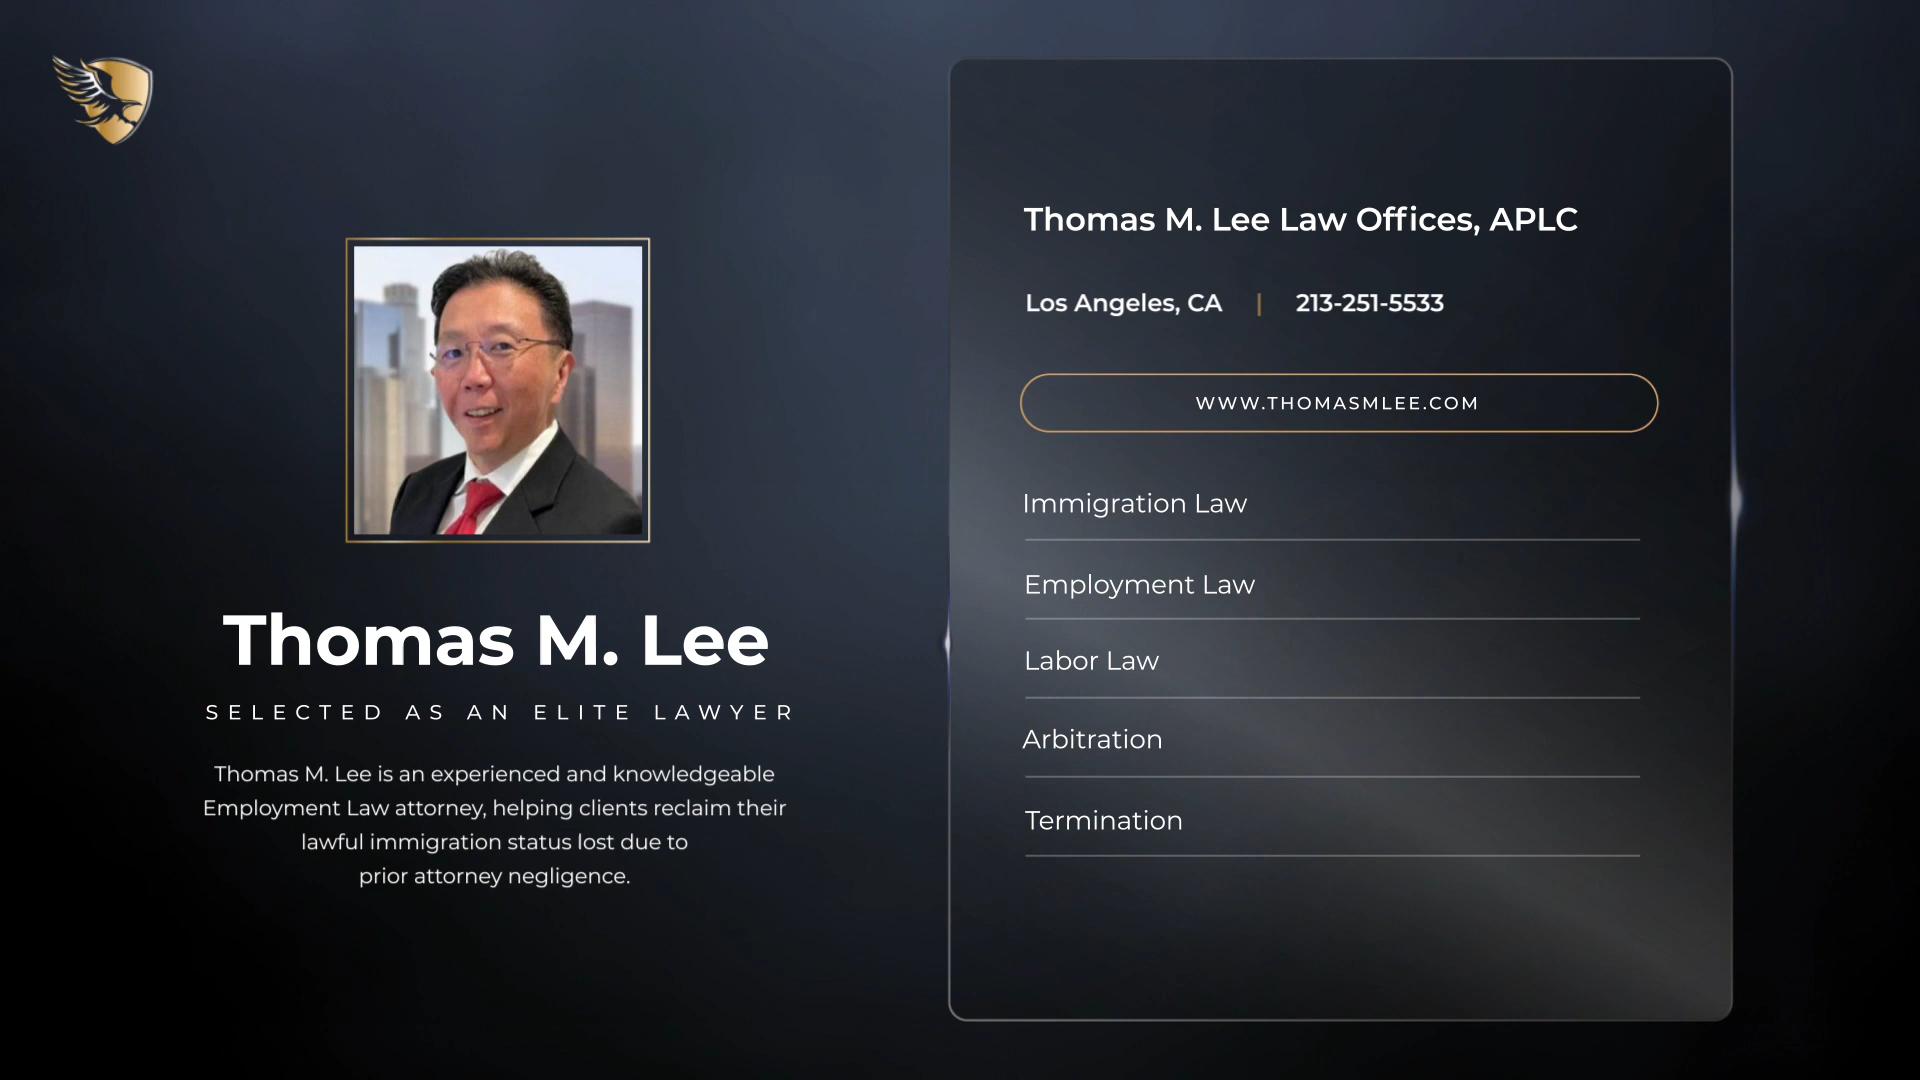 Thomas M. Lee
SELECTED AS AN ELITE LAWYER
Thomas M. Lee is an experienced and knowledgeable
Employment Law attorney, helping clients reclaim their
lawful immigration status lost due to
prior attorney negligence.
Thomas M. Lee Law Offices, APLC
Los Angeles, CA | 213-251-5533
WWW.THOMASMLEE.COM
Immigration Law
Employment Law
Labor Law
Arbitration
Termination